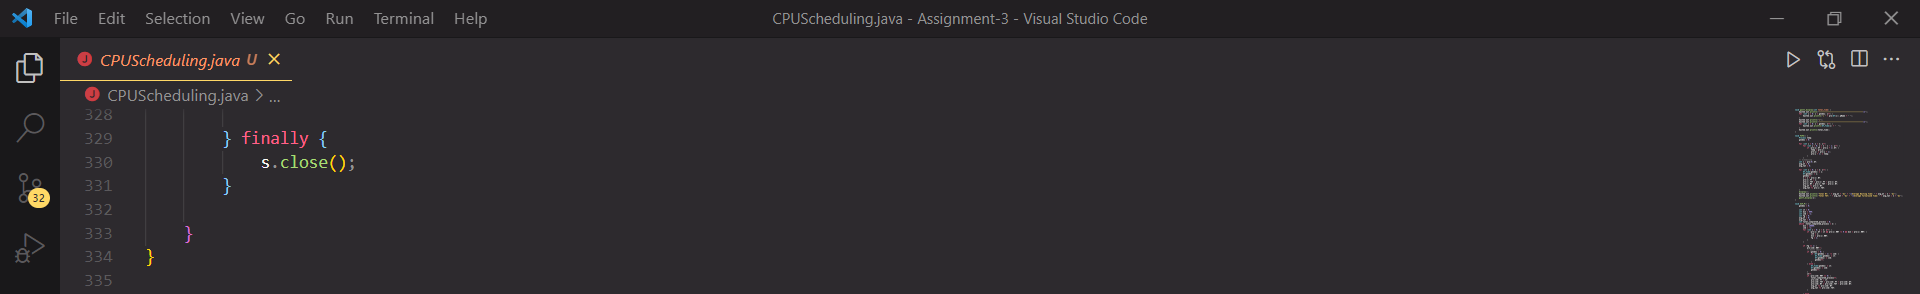 File Edit Selection View Go Run Terminal Help CPUScheduling.java - Assignment-3 - Visual Studio Code
J CPUScheduling.java U
J CPUScheduling.java > ...
328
329 } finally {
330 s.close();
331 }
332
333 }
334 }
335
32